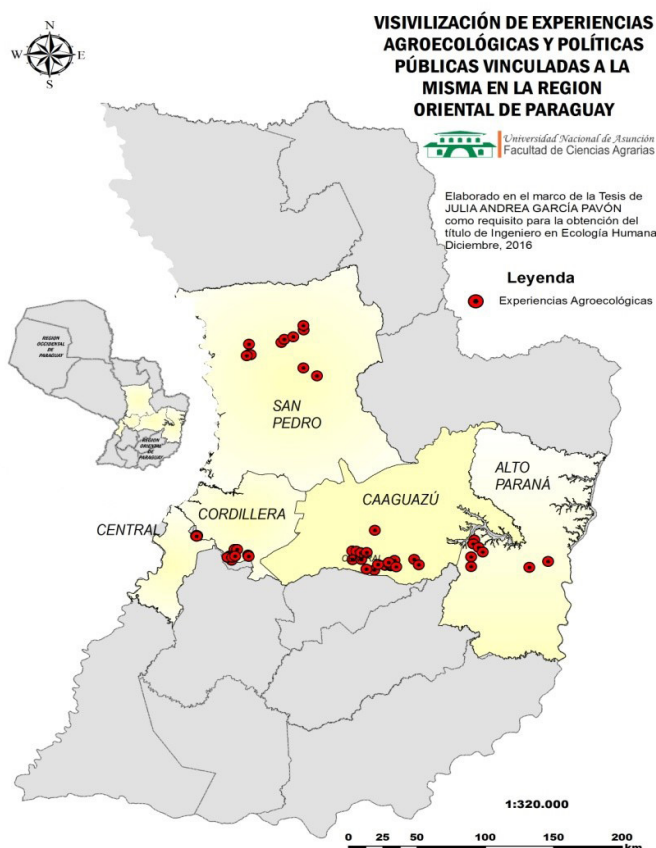 N
W E
S
VISIVILIZACIÓN DE EXPERIENCIAS
AGROECOLÓGICAS Y POLÍTICAS
PÚBLICAS VINCULADAS A LA
MISMA EN LA REGION
ORIENTAL DE PARAGUAY
Universidad Nacional de Asunción
Facultad de Ciencias Agrarias
Elaborado en el marco de la Tesis de
JULIA ANDREA GARCÍA PAVÓN
como requisito para la obtención del
título de Ingeniero en Ecología Humana
Diciembre, 2016
Leyenda
Experiencias Agroecológicas
REGION
OCCIDENTAL DE
PARAGUAY
REGION
ORIENTAL DE
PARAGUAY
SAN
PEDRO
ALTO
PARANÁ
CORDILLERA
CAAGUAZÚ
CENTRAL
1:320.000
0 25 50 100 150 200
km